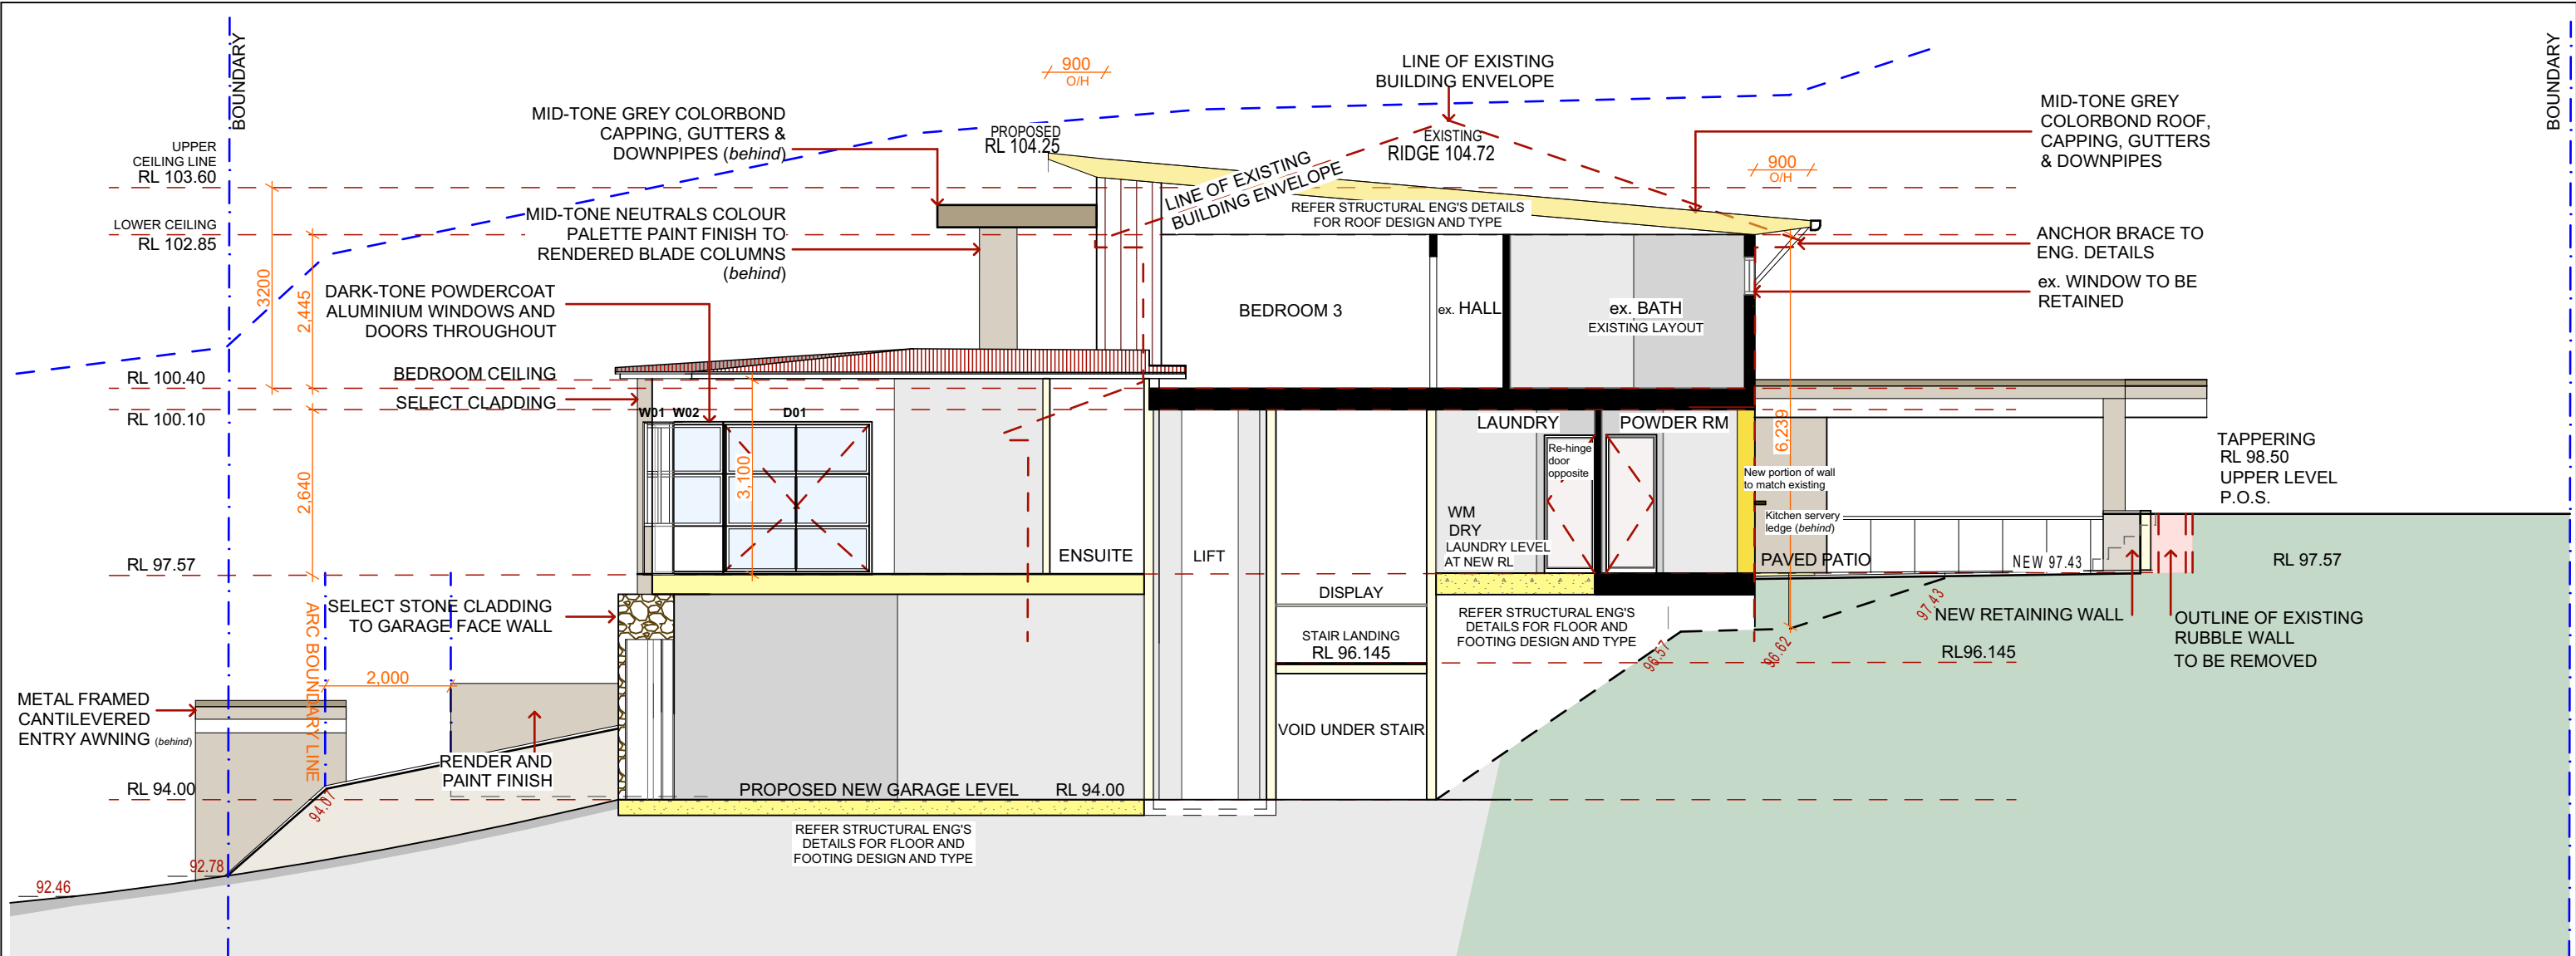 BOUNDARY
BOUNDARY
900
O/H
LINE OF EXISTING
BUILDING ENVELOPE
MID-TONE GREY COLORBOND
CAPPING, GUTTERS &
DOWNPIPES (behind)
PROPOSED
RL 104.25
EXISTING
RIDGE 104.72
MID-TONE GREY
COLORBOND ROOF,
CAPPING, GUTTERS
& DOWNPIPES
900
O/H
UPPER
CEILING LINE
RL 103.60
LINE OF EXISTING
BUILDING ENVELOPE
REFER STRUCTURAL ENG'S DETAILS
FOR ROOF DESIGN AND TYPE
LOWER CEILING
RL 102.85
MID-TONE NEUTRALS COLOUR
PALETTE PAINT FINISH TO
RENDERED BLADE COLUMNS
(behind)
ANCHOR BRACE TO
ENG. DETAILS
ex. WINDOW TO BE
RETAINED
3200
2,445
DARK-TONE POWDERCOAT
ALUMINIUM WINDOWS AND
DOORS THROUGHOUT
BEDROOM 3
ex. HALL
ex. BATH
EXISTING LAYOUT
RL 100.40
BEDROOM CEILING
SELECT CLADDING
RL 100.10
W01
W02
D01
LAUNDRY
POWDER RM
6,239
TAPPERING
RL 98.50
UPPER LEVEL
P.O.S.
Re-hinge
door
opposite
New portion of wall
to match existing
3,100
2,640
WM
DRY
LAUNDRY LEVEL
AT NEW RL
Kitchen servery
ledge (behind)
RL 97.57
ENSUITE
LIFT
PAVED PATIO
NEW 97.43
RL 97.57
DISPLAY
SELECT STONE CLADDING
TO GARAGE FACE WALL
ARC BOUNDARY LINE
STAIR LANDING
RL 96.145
REFER STRUCTURAL ENG'S
DETAILS FOR FLOOR AND
FOOTING DESIGN AND TYPE
96.57
96.62
97.43
NEW RETAINING WALL
OUTLINE OF EXISTING
RUBBLE WALL
TO BE REMOVED
RL96.145
2,000
METAL FRAMED
CANTILEVERED
ENTRY AWNING (behind)
VOID UNDER STAIR
RENDER AND
PAINT FINISH
RL 94.00
94.07
PROPOSED NEW GARAGE LEVEL
RL 94.00
REFER STRUCTURAL ENG'S
DETAILS FOR FLOOR AND
FOOTING DESIGN AND TYPE
92.78
92.46